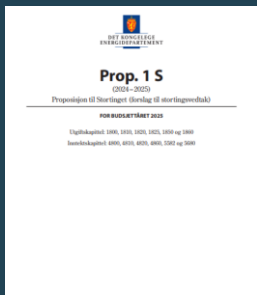 DET KONGELEGE
ENERGIDEPARTEMENT
Prop. 1 S
(2024–2025)
Proposisjon til Stortinget (forslag til stortingsvedtak)
FOR BUDSJETTÅRET 2025
Utgiftskapittel: 1800, 1810, 1820, 1825, 1850 og 1860
Inntektskapittel: 4800, 4810, 4820, 4860, 5582 og 5680